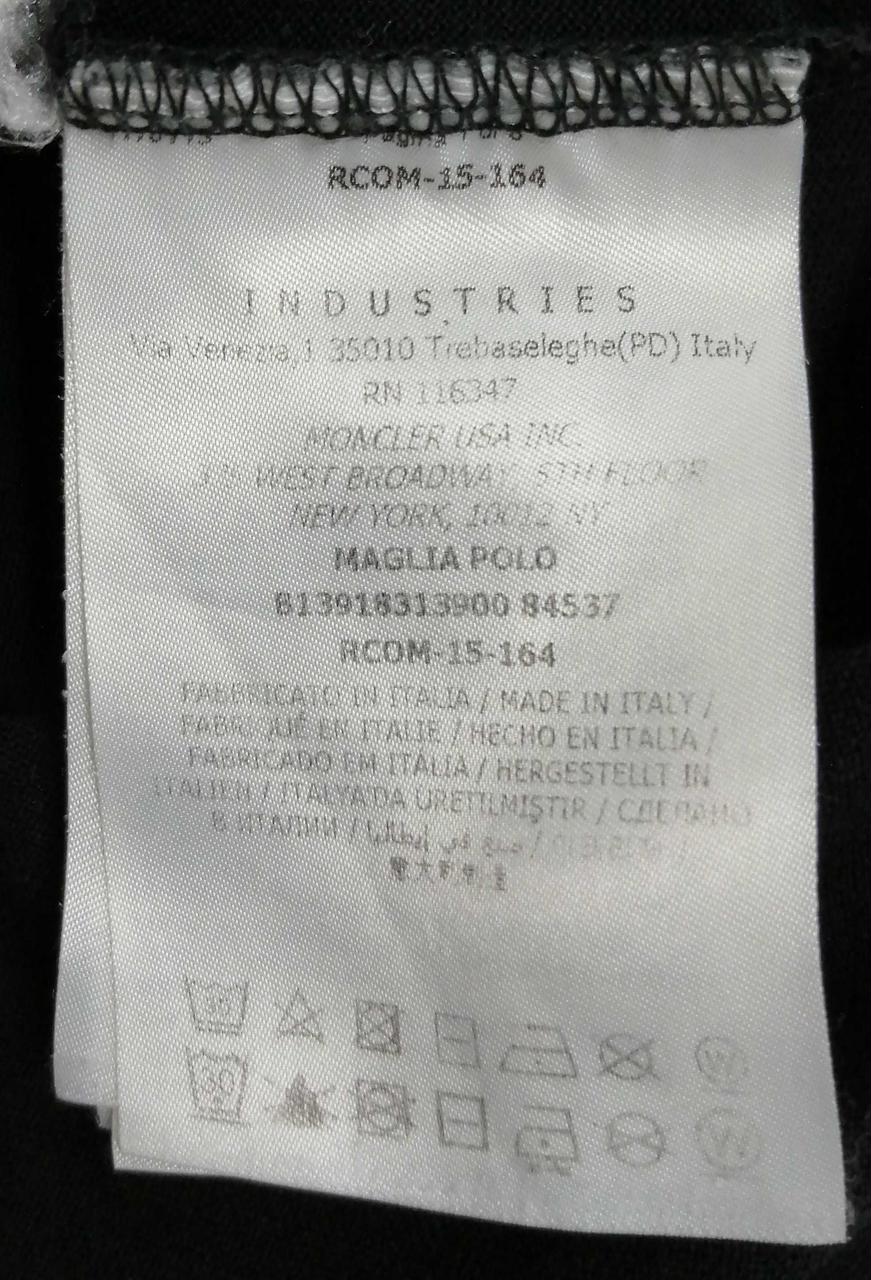 RCOM-15-164
INDUSTRIES
Via Venezia 1 35010 Trebaseleghe(PD) Italy
RN 116347
MONCLER USA INC.
WEST BROADWAY 5TH FLOOR
NEW YORK, 10012 NY
MAGLIA POLO
813918313900 84537
RCOM-15-164
FABBRICATO IN ITALIA / MADE IN ITALY /
FABRIQUÉ EN ITALIE / HECHO EN ITALIA /
FABRICADO EM ITALIA / HERGESTELLT IN
ITALIEN / ITALYA'DA URETILMIŞTIR / СДЕЛАНО
В ИТАЛИИ / صنع في إيطاليا /
30 W
30 W